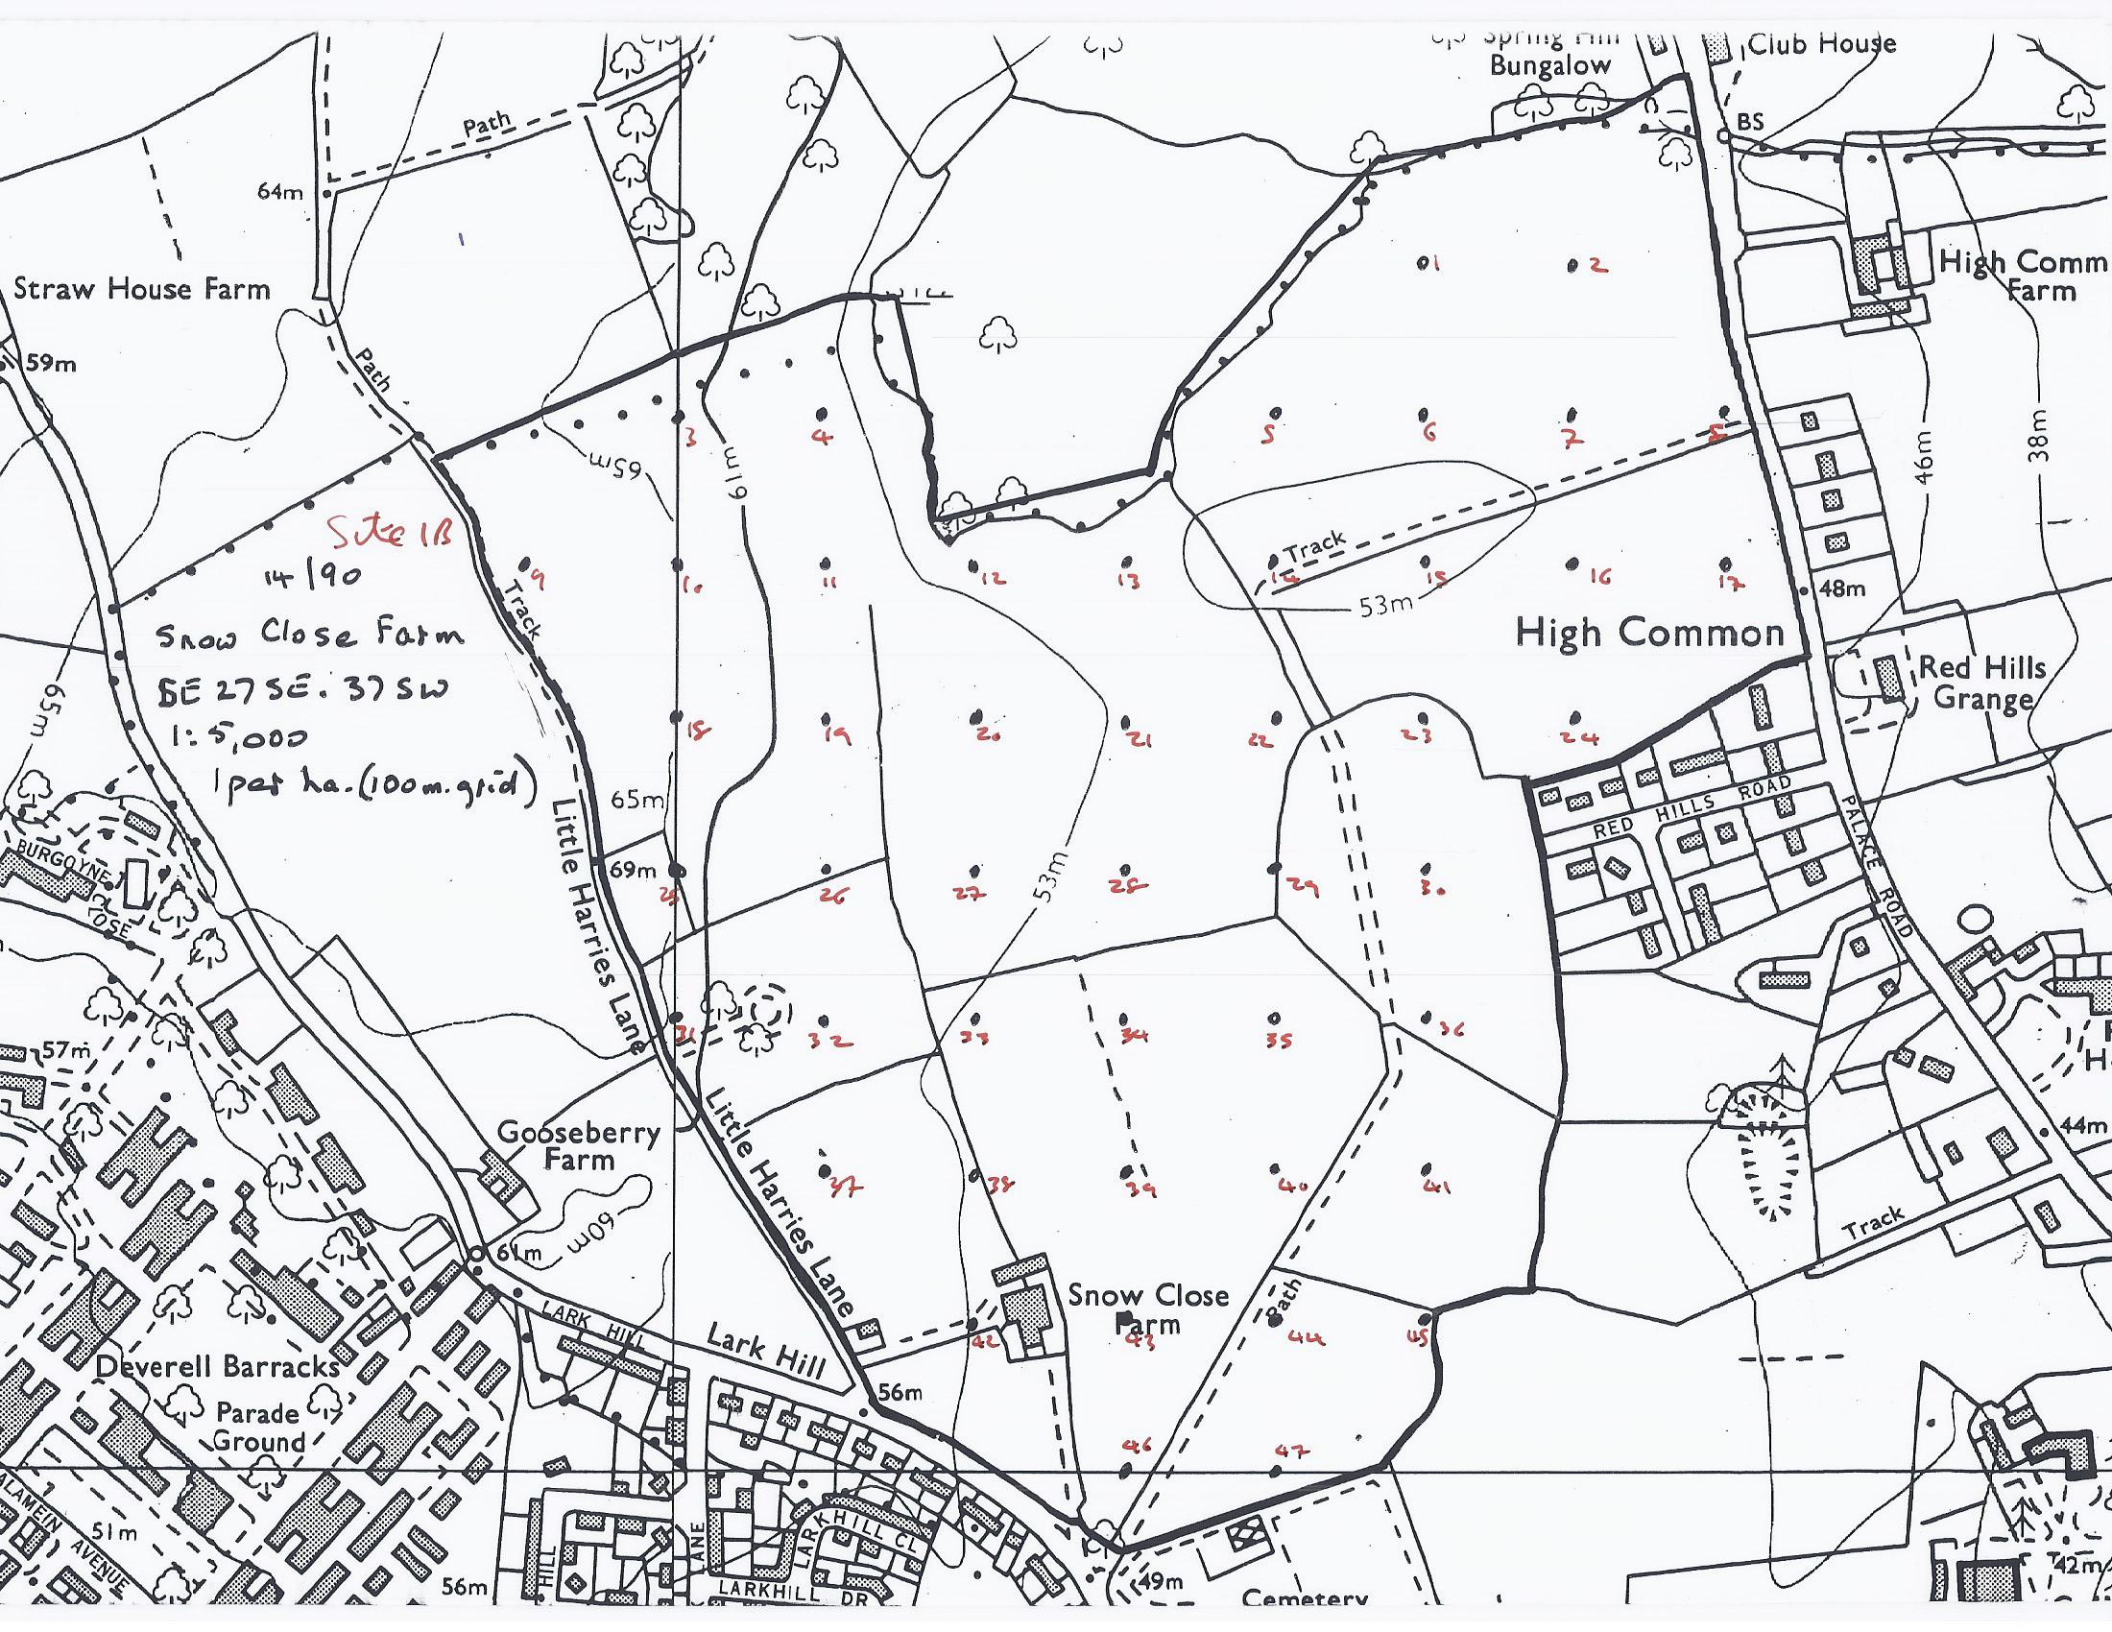 Spring Hill
Bungalow
Club House
BS
Path
64m
Straw House Farm
High Comm
Farm
59m
Path
1
2
3
4
5
6
7
8
65m
61m
46m
38m
Site 1B
14/90
Snow Close Farm
SE 27 SE. 37 SW
1:5,000
1 per ha. (100m. grid)
9
10
11
12
13
14
15
16
17
Track
Track
53m
48m
High Common
Red Hills
Grange
65m
18
19
20
21
22
23
24
65m
RED HILLS ROAD
PALACE ROAD
Little Harries Lane
69m
25
26
27
28
29
30
53m
BURGOYNE
CLOSE
31
32
33
34
35
36
57m
44m
Gooseberry
Farm
Little Harries Lane
37
38
39
40
41
60m
61m
Track
Snow Close
Farm
Path
42
43
44
45
LARK HILL
Lark Hill
Deverell Barracks
Parade
Ground
56m
46
47
ALAMEIN
AVENUE
51m
56m
HILL
LANE
LARKHILL CL
LARKHILL DR
49m
Cemetery
42m